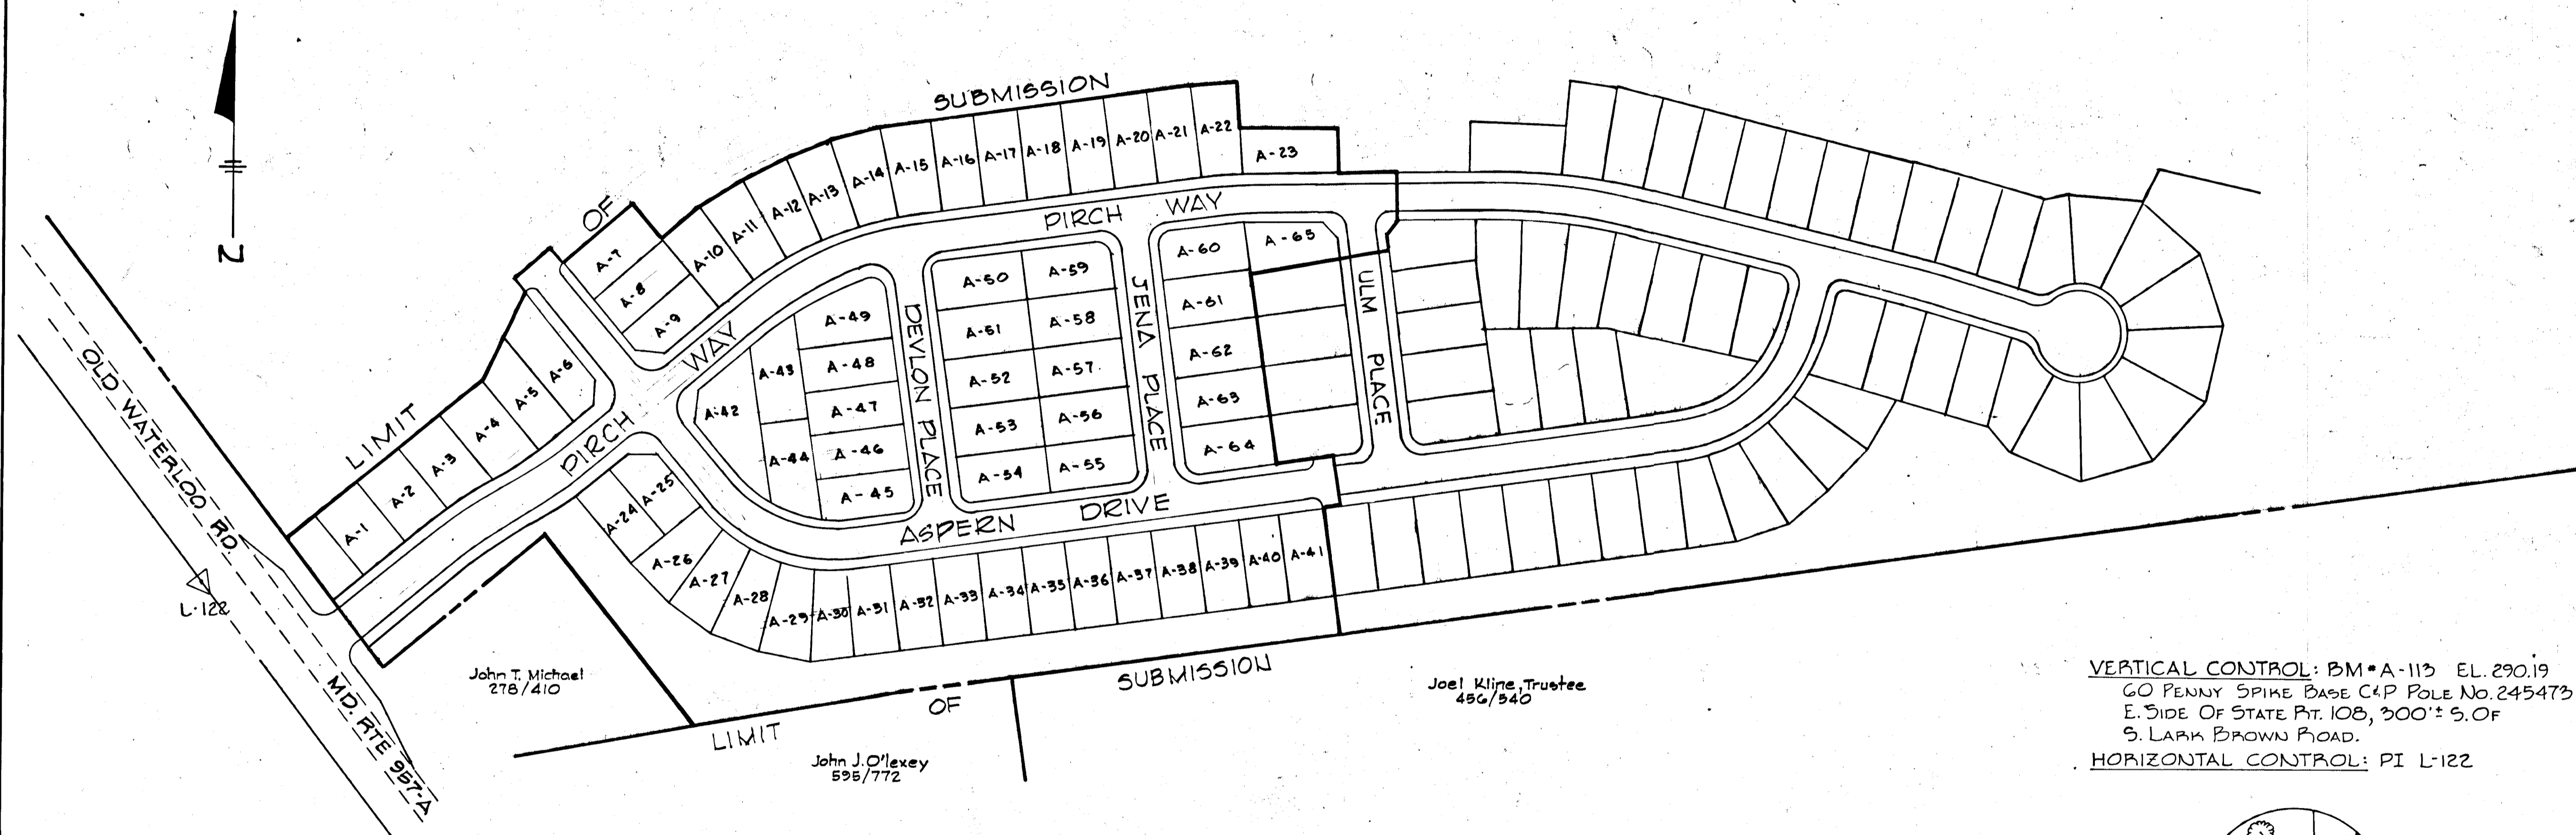 SUBMISSION
OF
LIMIT
N
A-1
A-2
A-3
A-4
A-5
A-6
A-7
A-8
A-9
A-10
A-11
A-12
A-13
A-14
A-15
A-16
A-17
A-18
A-19
A-20
A-21
A-22
A-23
PIRCH WAY
PIRCH WAY
A-24
A-25
A-26
A-27
A-28
A-29
A-30
A-31
A-32
A-33
A-34
A-35
A-36
A-37
A-38
A-39
A-40
A-41
A-42
A-43
A-44
A-49
A-48
A-47
A-46
A-45
DEVLON PLACE
A-50
A-51
A-52
A-53
A-54
A-59
A-58
A-57
A-56
A-55
JENA PLACE
A-60
A-61
A-62
A-63
A-64
A-65
ULM PLACE
ASPERN DRIVE
OLD WATERLOO RD.
MD. RTE 957-A
L-122
John T. Michael
278/410
LIMIT OF SUBMISSION
John J. O'lexey
595/772
Joel Kline, Trustee
456/540
VERTICAL CONTROL: BM#A-113 EL. 290.19
60 PENNY SPIKE BASE C&P POLE No. 245473
E. SIDE OF STATE RT. 108, 300'± S. OF
S. LARK BROWN ROAD.
HORIZONTAL CONTROL: PI L-122